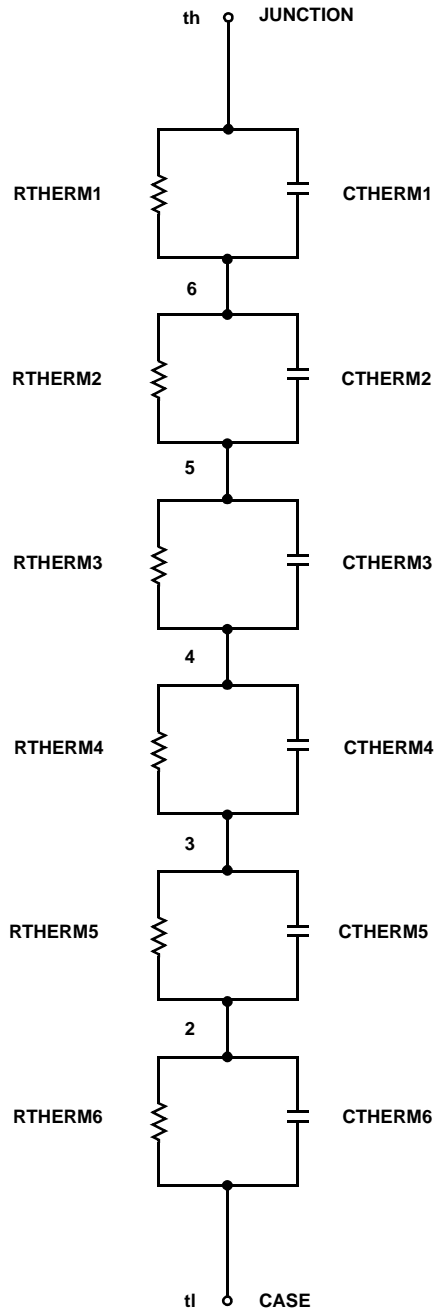 th JUNCTION
RTHERM1 CTHERM1
6
RTHERM2 CTHERM2
5
RTHERM3 CTHERM3
4
RTHERM4 CTHERM4
3
RTHERM5 CTHERM5
2
RTHERM6 CTHERM6
tl CASE